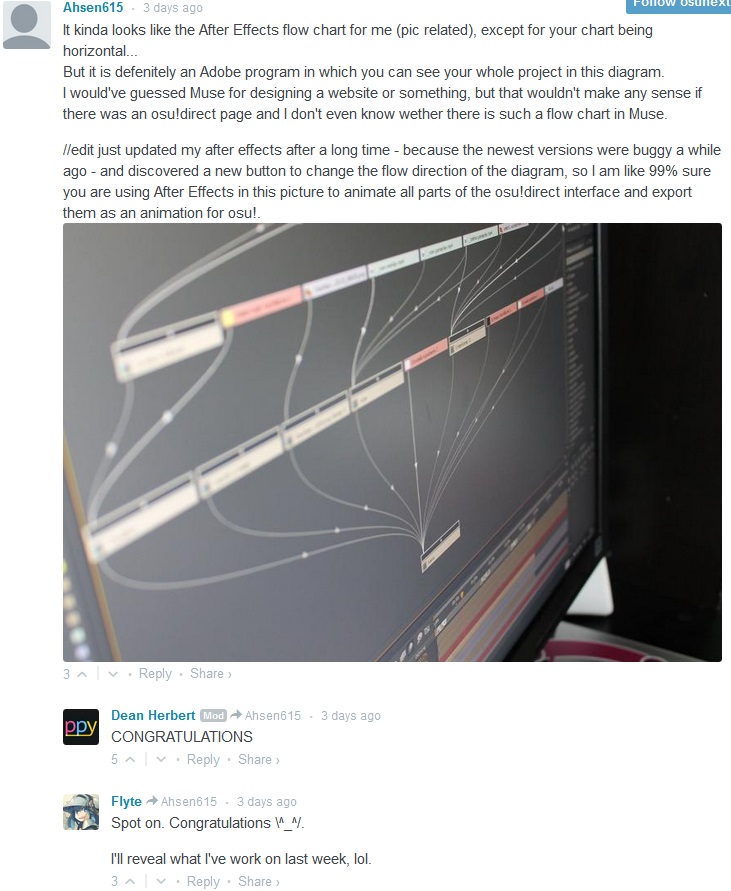 Ahsen615 · 3 days ago
Follow osu!next
It kinda looks like the After Effects flow chart for me (pic related), except for your chart being
horizontal...
But it is defenitely an Adobe program in which you can see your whole project in this diagram.
I would've guessed Muse for designing a website or something, but that wouldn't make any sense if
there was an osu!direct page and I don't even know wether there is such a flow chart in Muse.
//edit just updated my after effects after a long time - because the newest versions were buggy a while
ago - and discovered a new button to change the flow direction of the diagram, so I am like 99% sure
you are using After Effects in this picture to animate all parts of the osu!direct interface and export
them as an animation for osu!.
3 · Reply · Share ›
ppy
Dean Herbert Mod Ahsen615 · 3 days ago
CONGRATULATIONS
5 · Reply · Share ›
Flyte Ahsen615 · 3 days ago
Spot on. Congratulations \^_^/.
I'll reveal what I've work on last week, lol.
3 · Reply · Share ›